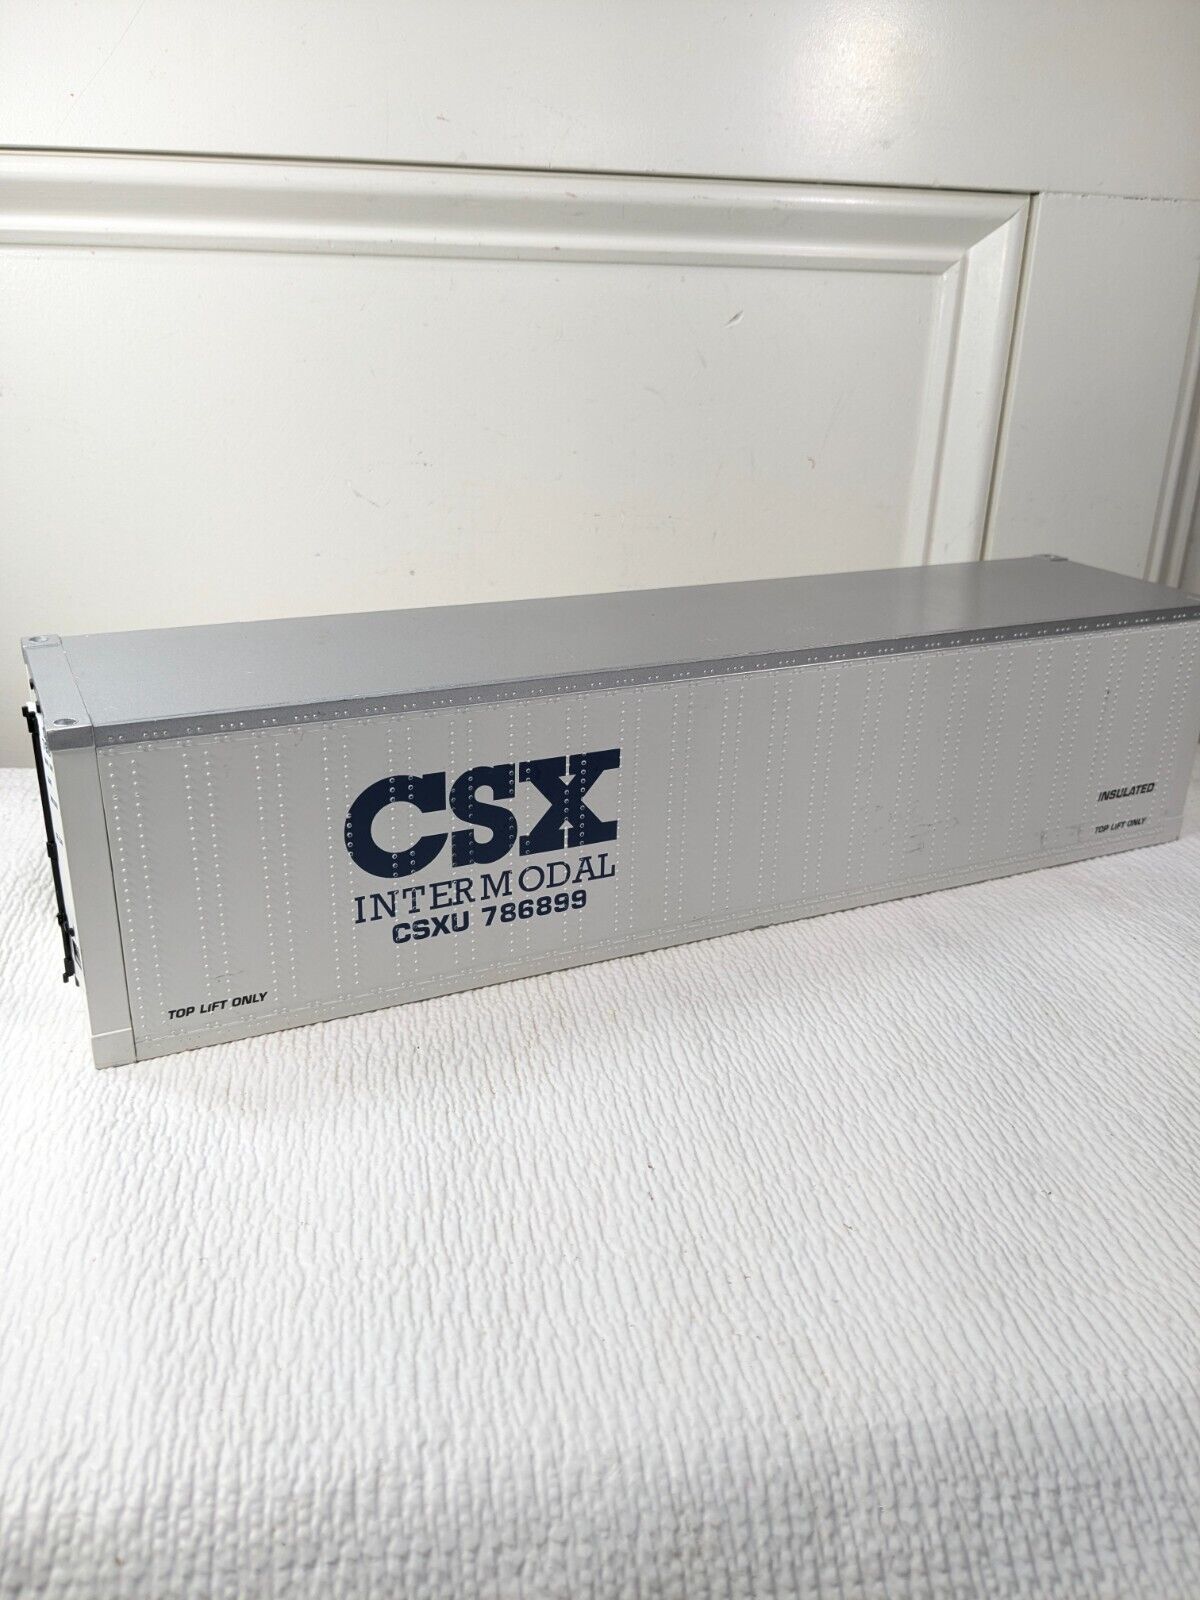 CSX
INTERMODAL
CSXU 786899
TOP LIFT ONLY
INSULATED
TOP LIFT ONLY